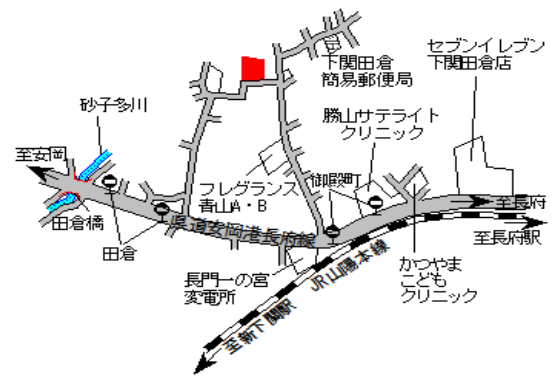 セブンイレブン
下関田倉店
下関田倉
簡易郵便局
砂子多川
勝山サテライト
クリニック
至安岡
フレグランス
青山A・B
御殿町
至長府
田倉橋
田倉
県道安岡港長府線
至長府駅
長門一の宮
変電所
JR山陽本線
かつやま
こども
クリニック
至新下関駅